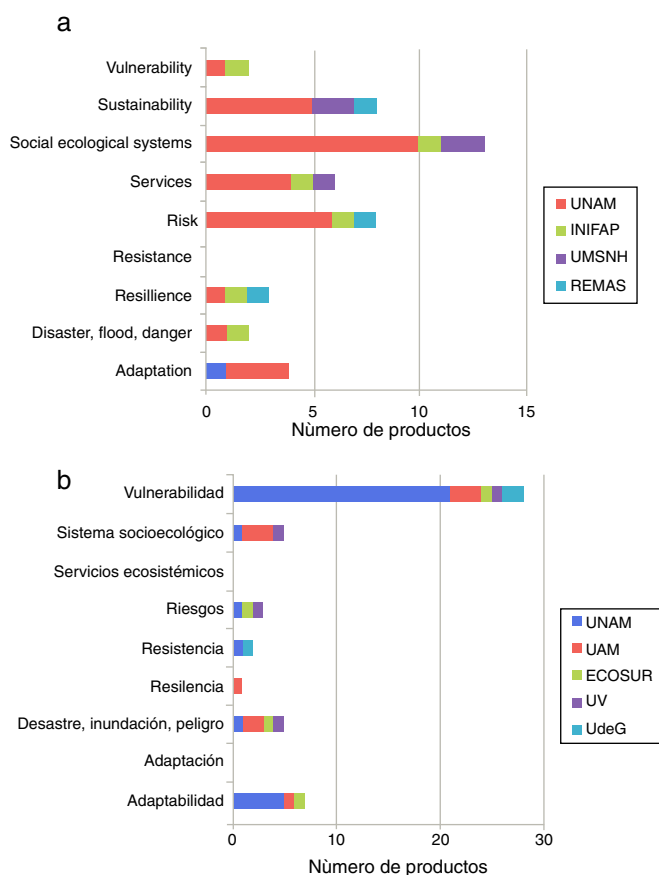 a
Vulnerability
Sustainability
Social ecological systems
Services
Risk
Resistance
Resillience
Disaster, flood, danger
Adaptation
0 5 10 15
Nùmero de productos
UNAM
INIFAP
UMSNH
REMAS
b
Vulnerabilidad
Sistema socioecológico
Servicios ecosistémicos
Riesgos
Resistencia
Resilencia
Desastre, inundación, peligro
Adaptación
Adaptabilidad
0 10 20 30
Nùmero de productos
UNAM
UAM
ECOSUR
UV
UdeG